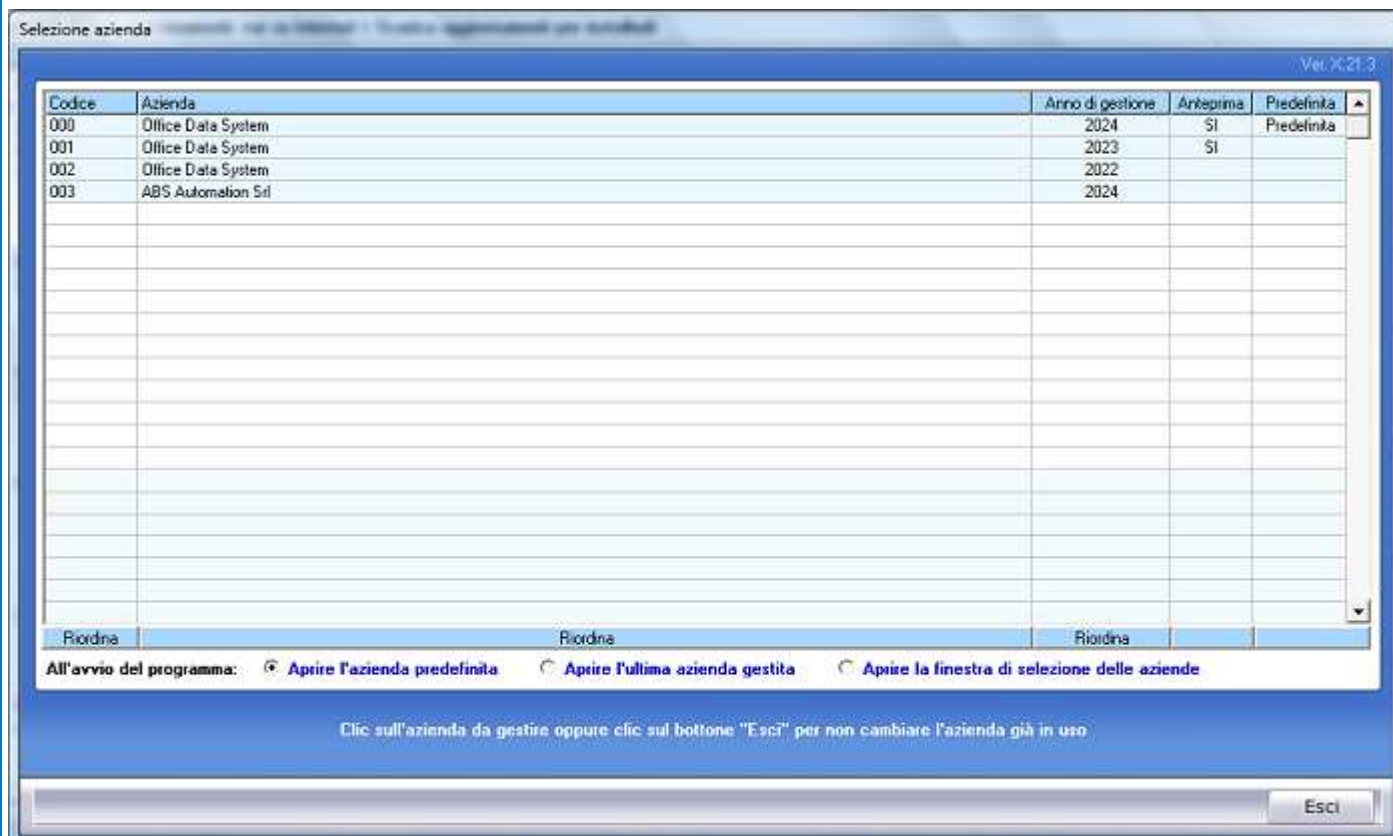 Selezione azienda
Ver. X.21.3
Codice Azienda Anno di gestione Anteprima Predefinita
000 Office Data System 2024 SI Predefinita
001 Office Data System 2023 SI
002 Office Data System 2022
003 ABS Automation Srl 2024
Riordina Riordina Riordina
All'avvio del programma: Aprire l'azienda predefinita Aprire l'ultima azienda gestita Aprire la finestra di selezione delle aziende
Clic sull'azienda da gestire oppure clic sul bottone "Esci" per non cambiare l'azienda già in uso
Esci